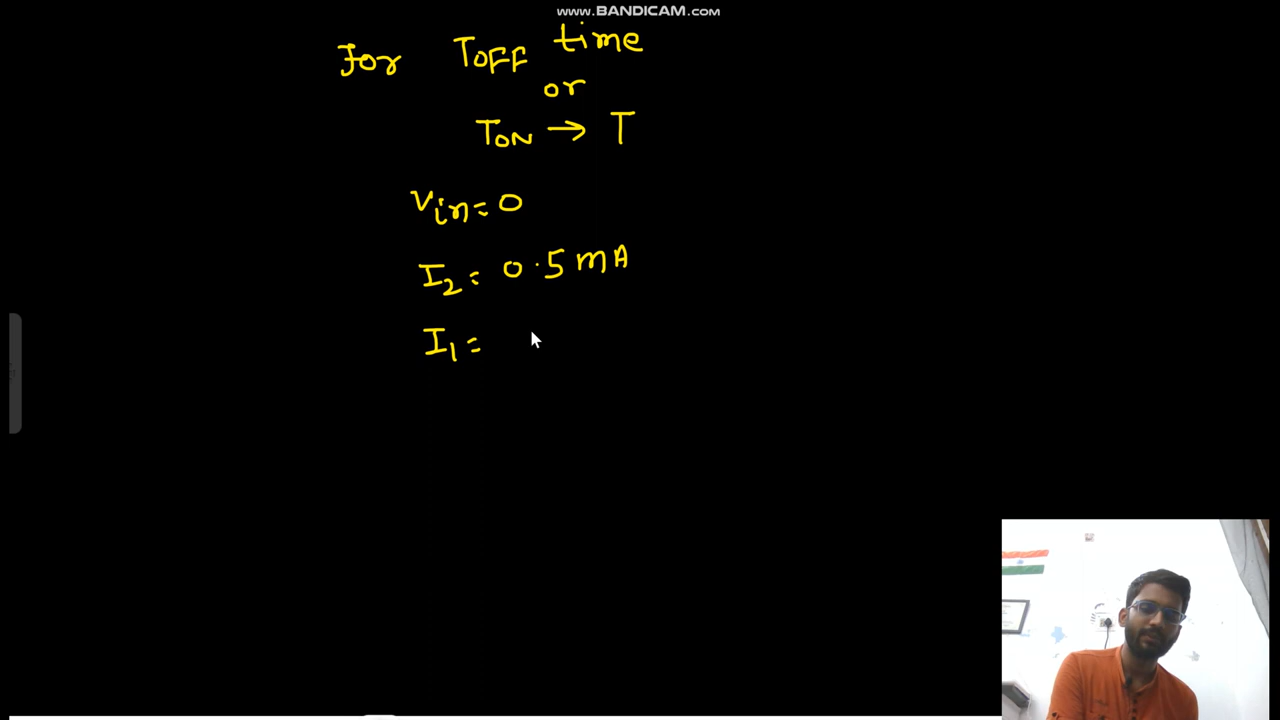 www.BANDICAM.com
For TOFF time
or
TON → T
Vin = 0
I2 = 0.5 mA
I1 =